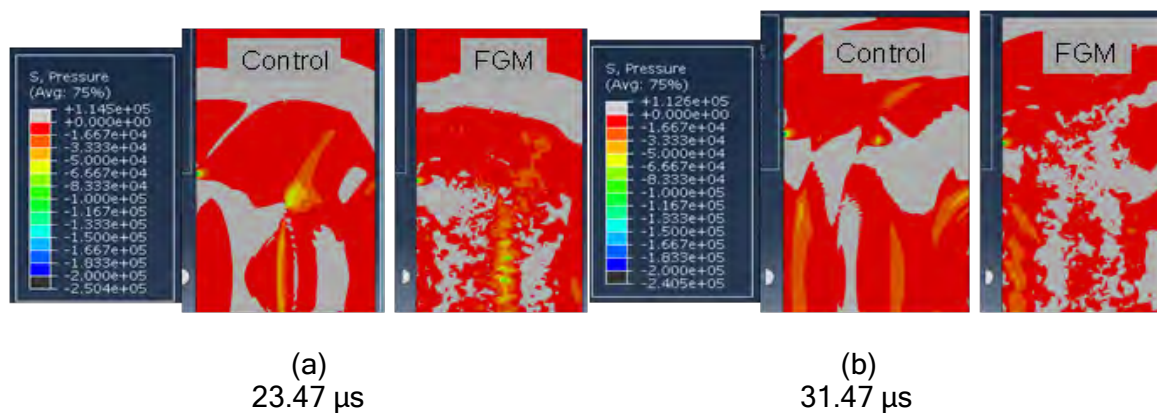 S, Pressure
(Avg: 75%)
+1.145e+05
+0.000e+00
-1.667e+04
-3.333e+04
-5.000e+04
-6.667e+04
-8.333e+04
-1.000e+05
-1.167e+05
-1.333e+05
-1.500e+05
-1.667e+05
-1.833e+05
-2.000e+05
-2.504e+05
Control
FGM
S, Pressure
(Avg: 75%)
+1.126e+05
+0.000e+00
-1.667e+04
-3.333e+04
-5.000e+04
-6.667e+04
-8.333e+04
-1.000e+05
-1.167e+05
-1.333e+05
-1.500e+05
-1.667e+05
-1.833e+05
-2.000e+05
-2.405e+05
Control
FGM
(a)
23.47 µs
(b)
31.47 µs